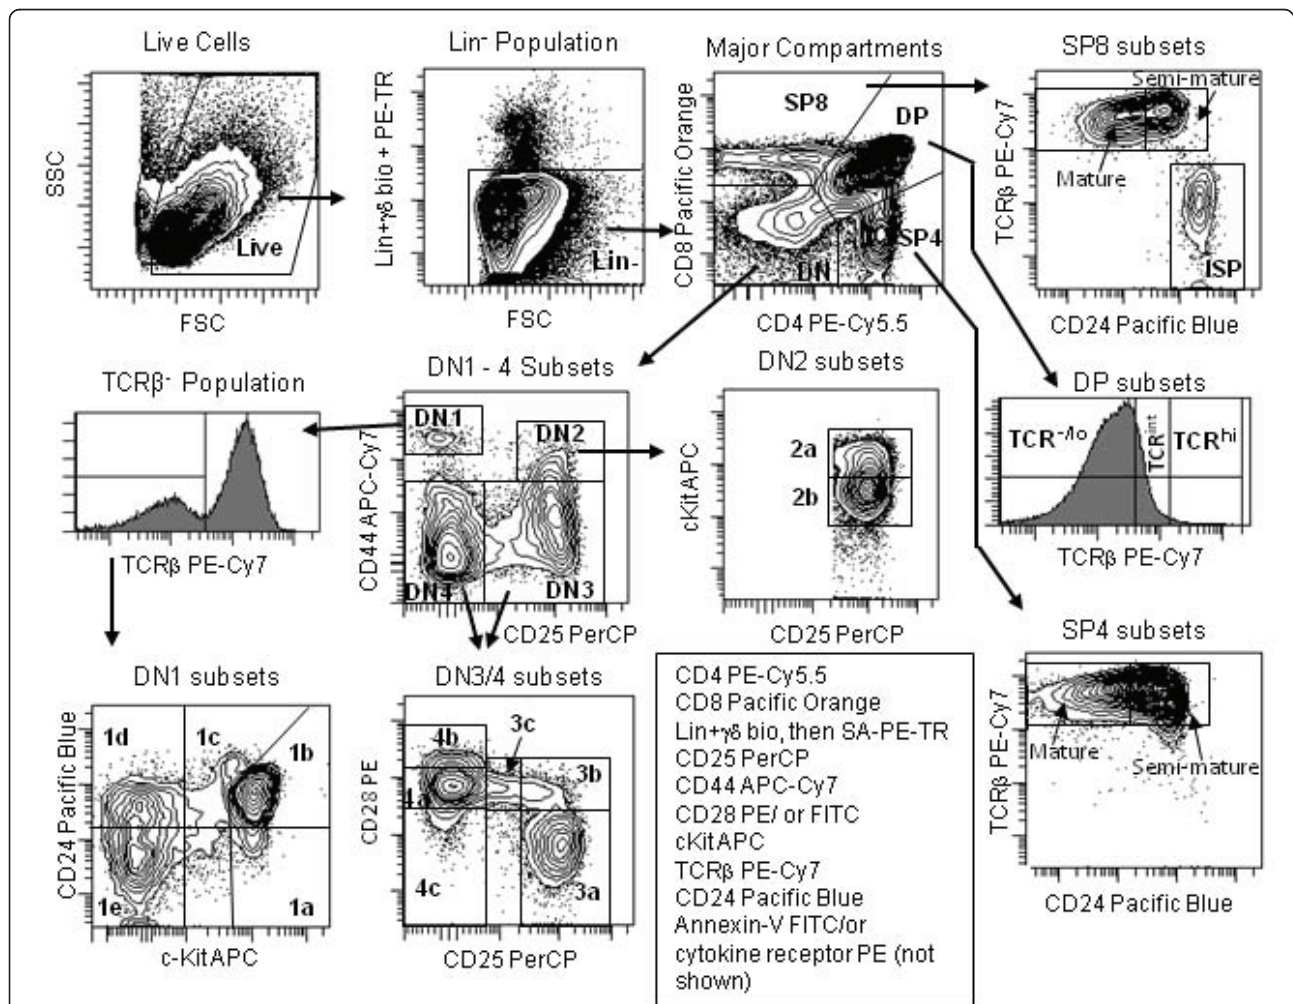 Live Cells
SSC
Live
FSC
Lin- Population
Lin+γδ bio + PE-TR
Lin-
FSC
Major Compartments
CD8 Pacific Orange
SP8
DP
SP4
DN
CD4 PE-Cy5.5
SP8 subsets
TCRβ PE-Cy7
Semi-mature
Mature
ISP
CD24 Pacific Blue
TCRβ- Population
TCRβ PE-Cy7
DN1 - 4 Subsets
CD44 APC-Cy7
DN1
DN2
DN4
DN3
CD25 PerCP
DN2 subsets
cKitAPC
2a
2b
CD25 PerCP
DP subsets
TCR-/lo
TCRint
TCRhi
TCRβ PE-Cy7
DN1 subsets
CD24 Pacific Blue
1d
1c
1b
1e
1a
c-KitAPC
DN3/4 subsets
CD28 PE
4b
3c
3b
4a
4c
3a
CD25 PerCP
CD4 PE-Cy5.5
CD8 Pacific Orange
Lin+γδ bio, then SA-PE-TR
CD25 PerCP
CD44 APC-Cy7
CD28 PE/ or FITC
cKitAPC
TCRβ PE-Cy7
CD24 Pacific Blue
Annexin-V FITC/or
cytokine receptor PE (not
shown)
SP4 subsets
TCRβ PE-Cy7
Mature
Semi-mature
CD24 Pacific Blue